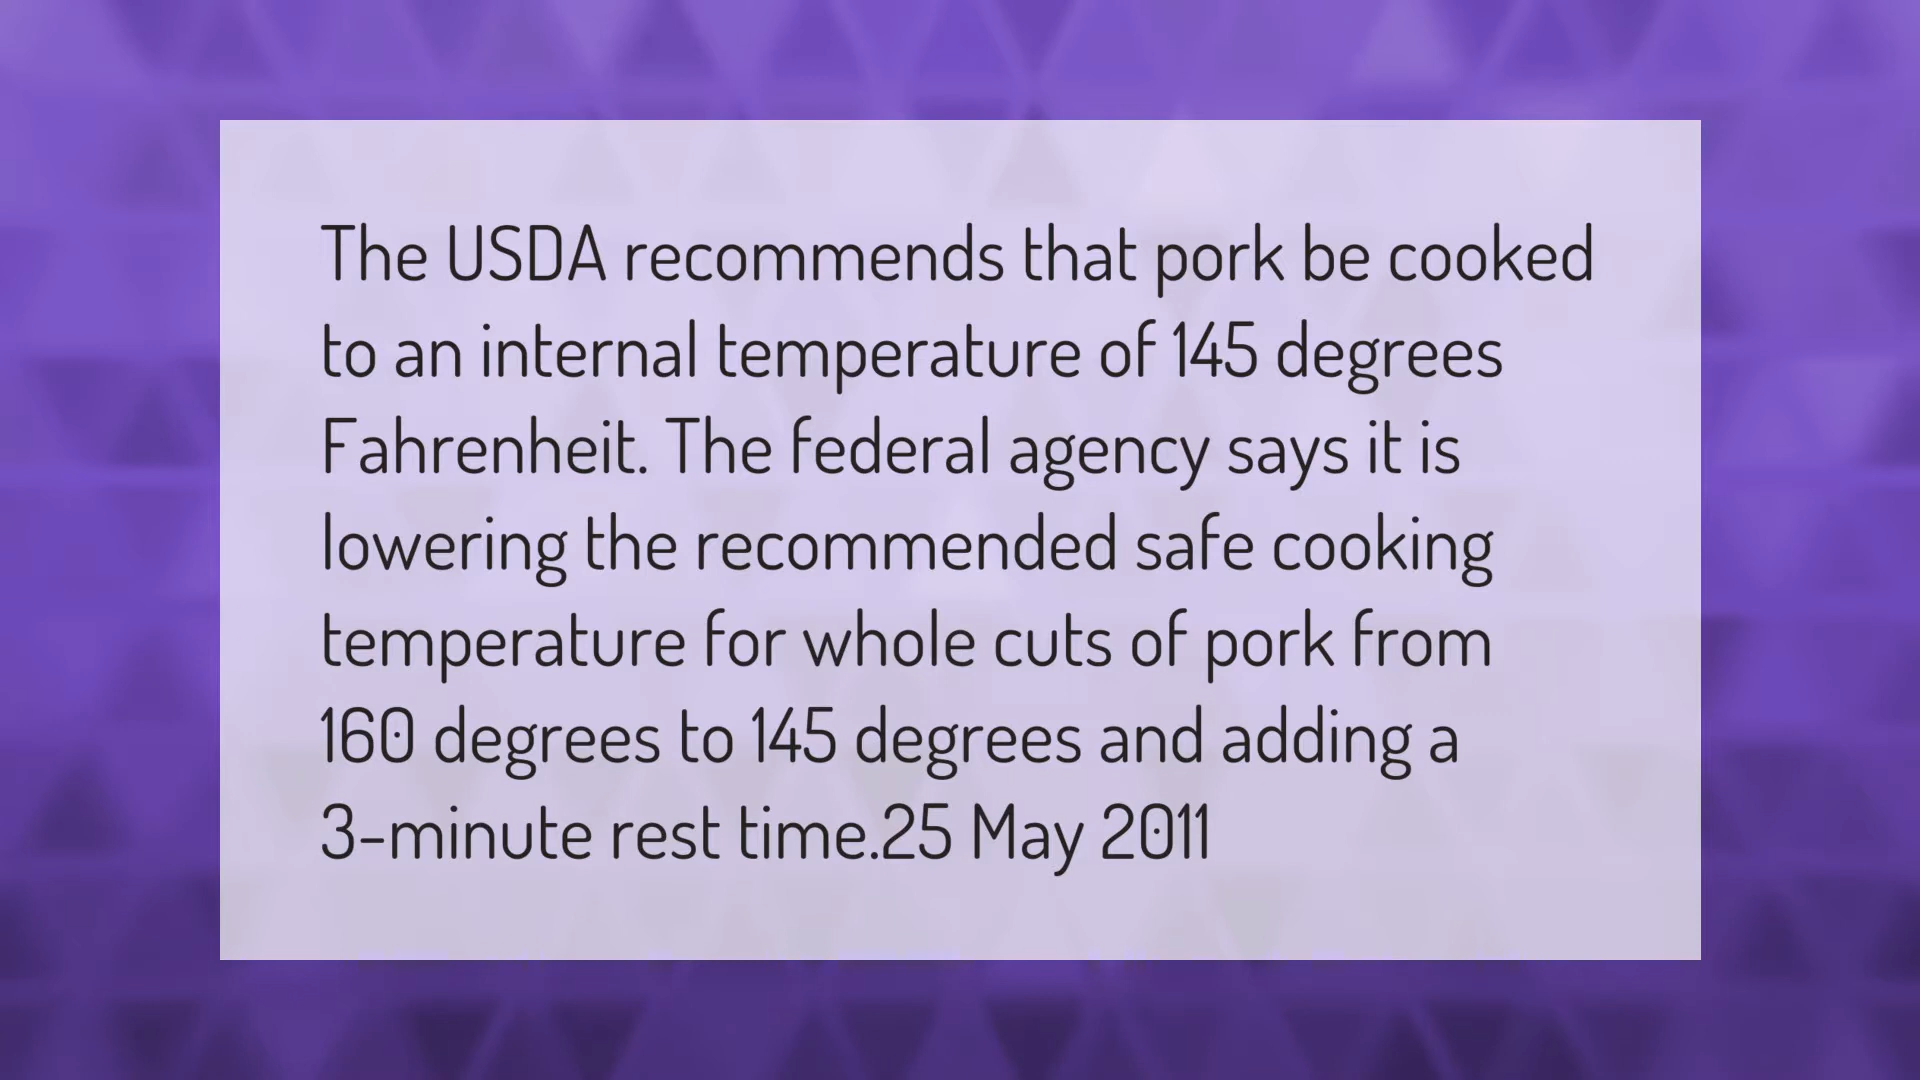 The USDA recommends that pork be cooked
to an internal temperature of 145 degrees
Fahrenheit. The federal agency says it is
lowering the recommended safe cooking
temperature for whole cuts of pork from
160 degrees to 145 degrees and adding a
3-minute rest time.25 May 2011